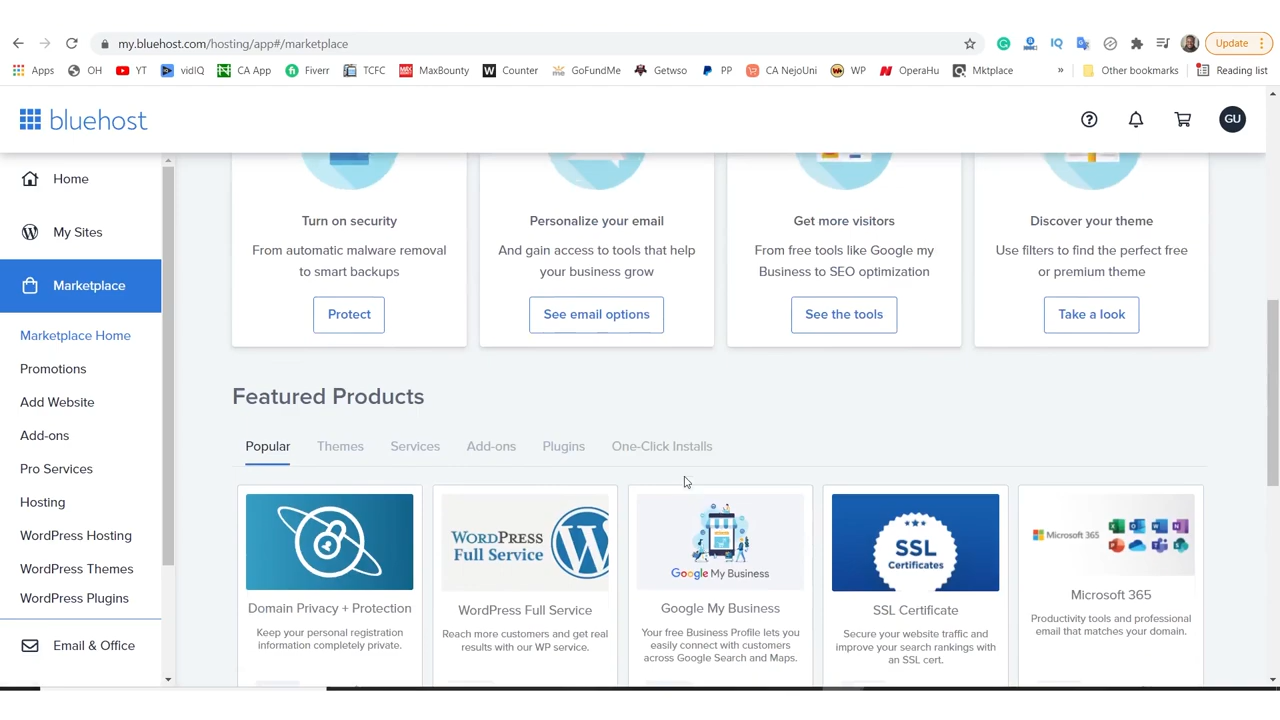 my.bluehost.com/hosting/app#/marketplace
Update
Apps
OH
YT
vidIQ
CA App
Fiverr
TCFC
MaxBounty
Counter
GoFundMe
Getwso
PP
CA NejoUni
WP
OperaHu
Mktplace
»
Other bookmarks
Reading list
bluehost
GU
Home
My Sites
Marketplace
Marketplace Home
Promotions
Add Website
Add-ons
Pro Services
Hosting
WordPress Hosting
WordPress Themes
WordPress Plugins
Email & Office
Turn on security
From automatic malware removal
to smart backups
Protect
Personalize your email
And gain access to tools that help
your business grow
See email options
Get more visitors
From free tools like Google my
Business to SEO optimization
See the tools
Discover your theme
Use filters to find the perfect free
or premium theme
Take a look
Featured Products
Popular
Themes
Services
Add-ons
Plugins
One-Click Installs
Domain Privacy + Protection
Keep your personal registration
information completely private.
WORDPRESS
Full Service
WordPress Full Service
Reach more customers and get real
results with our WP service.
Google My Business
Google My Business
Your free Business Profile lets you
easily connect with customers
across Google Search and Maps.
SSL
Certificates
SSL Certificate
Secure your website traffic and
improve your search rankings with
an SSL cert.
Microsoft 365
Microsoft 365
Productivity tools and professional
email that matches your domain.